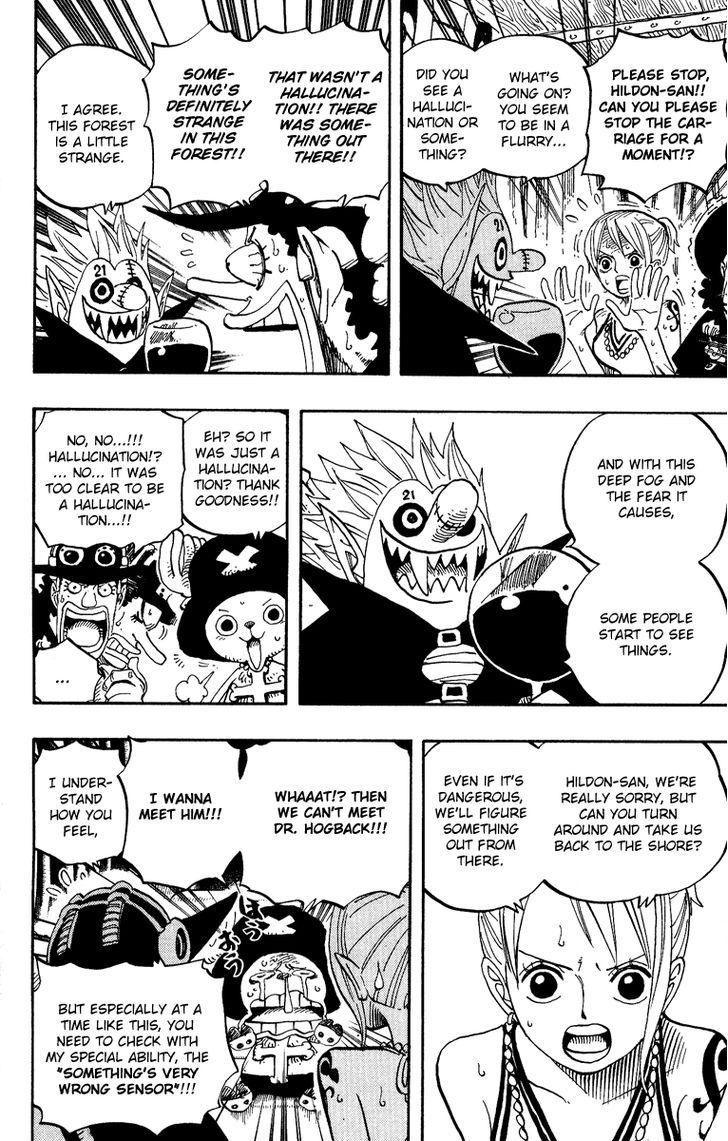 PLEASE STOP,
HILDON-SAN!!
CAN YOU PLEASE
STOP THE CAR-
RIAGE FOR A
MOMENT!?
WHAT'S
GOING ON?
YOU SEEM
TO BE IN A
FLURRY...
DID YOU
SEE A
HALLUCI-
NATION OR
SOME-
THING?
21
THAT WASN'T A
HALLUCINA-
TION!! THERE
WAS SOME-
THING OUT
THERE!!
SOME-
THING'S
DEFINITELY
STRANGE
IN THIS
FOREST!!
I AGREE.
THIS FOREST
IS A LITTLE
STRANGE.
21
AND WITH THIS
DEEP FOG AND
THE FEAR IT
CAUSES,
SOME PEOPLE
START TO SEE
THINGS.
21
EH? SO IT
WAS JUST A
HALLUCINA-
TION? THANK
GOODNESS!!
NO, NO...!!!
HALLUCINATION!?
... NO... IT WAS
TOO CLEAR TO BE
A HALLUCINA-
TION...!!
...
HILDON-SAN, WE'RE
REALLY SORRY, BUT
CAN YOU TURN
AROUND AND TAKE US
BACK TO THE SHORE?
EVEN IF IT'S
DANGEROUS,
WE'LL FIGURE
SOMETHING
OUT FROM
THERE.
WHAAAT!? THEN
WE CAN'T MEET
DR. HOGBACK!!!
I WANNA
MEET HIM!!!
I UNDER-
STAND
HOW YOU
FEEL,
BUT ESPECIALLY AT A
TIME LIKE THIS, YOU
NEED TO CHECK WITH
MY SPECIAL ABILITY, THE
"SOMETHING'S VERY
WRONG SENSOR"!!!